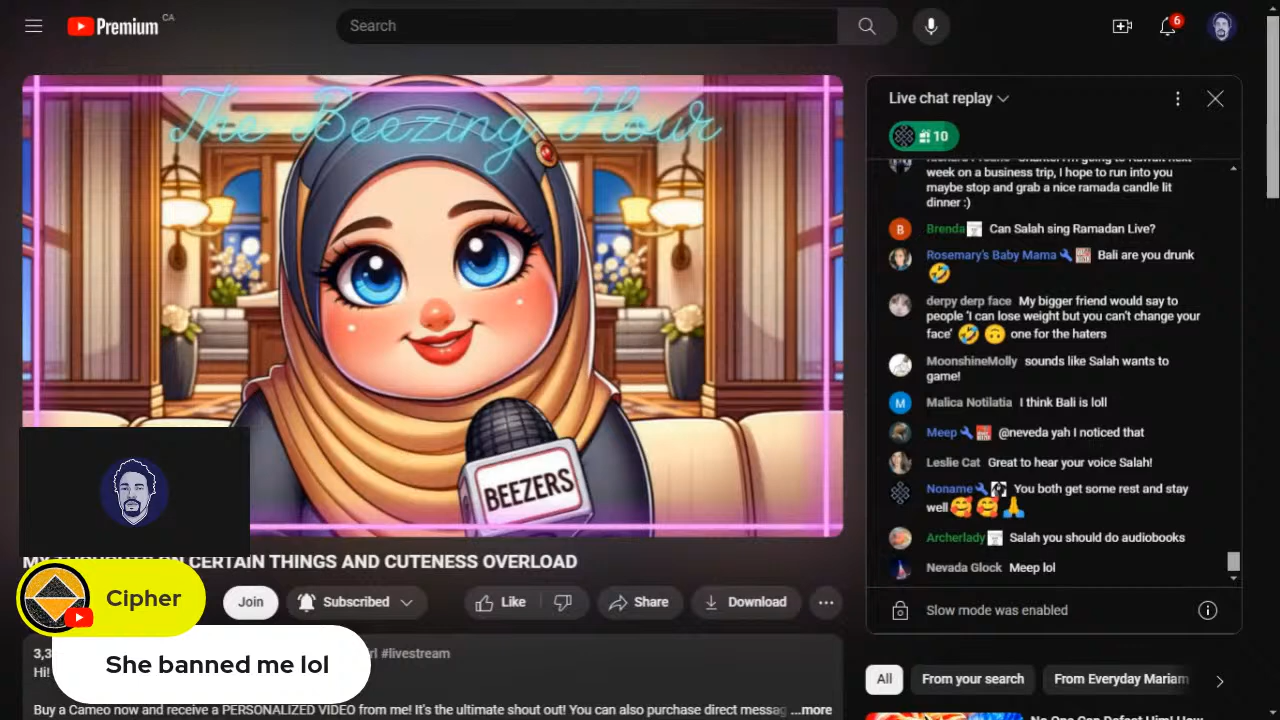 Premium CA
Search
6
The Beezing Hour
BEEZERS
Live chat replay
10
week on a business trip, I hope to run into you
maybe stop and grab a nice ramada candle lit
dinner :)
B Brenda Can Salah sing Ramadan Live?
Rosemary's Baby Mama Bali are you drunk
🤣
derpy derp face My bigger friend would say to
people 'I can lose weight but you can't change your
face' 🤣 🙃 one for the haters
MoonshineMolly sounds like Salah wants to
game!
M Malica Notilatia I think Bali is loll
Meep @neveda yah I noticed that
Leslie Cat Great to hear your voice Salah!
Noname You both get some rest and stay
well 🥰 🥰 🙏
Archerlady Salah you should do audiobooks
Nevada Glock Meep lol
Slow mode was enabled
CERTAIN THINGS AND CUTENESS OVERLOAD
Cipher
Join
Subscribed
Like
Share
Download
She banned me lol
3,3
#livestream
Hi!
Buy a Cameo now and receive a PERSONALIZED VIDEO from me! It's the ultimate shout out! You can also purchase direct messag ...more
All
From your search
From Everyday Mariam
No One Can Defeat Him! How